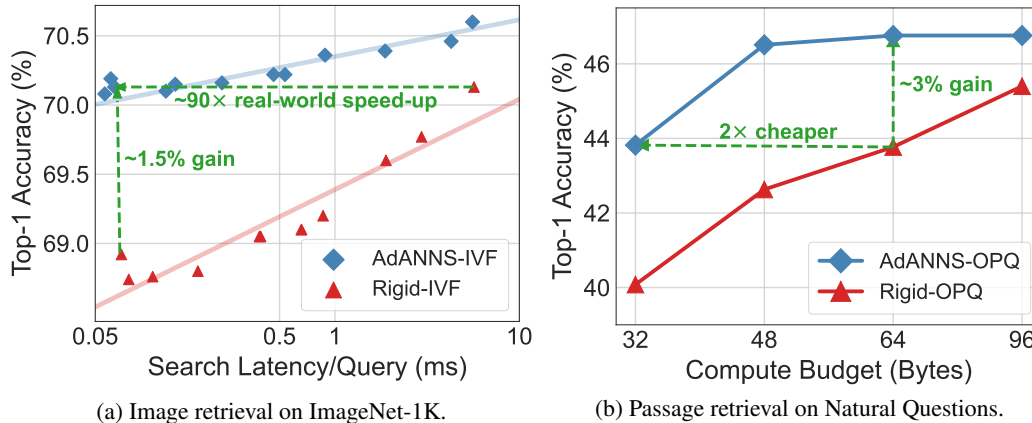 Top-1 Accuracy (%)
70.5
70.0
69.5
69.0
~90× real-world speed-up
~1.5% gain
AdANNS-IVF
Rigid-IVF
0.05
0.5
1
10
Search Latency/Query (ms)
(a) Image retrieval on ImageNet-1K.
Top-1 Accuracy (%)
46
44
42
40
~3% gain
2× cheaper
AdANNS-OPQ
Rigid-OPQ
32
48
64
96
Compute Budget (Bytes)
(b) Passage retrieval on Natural Questions.